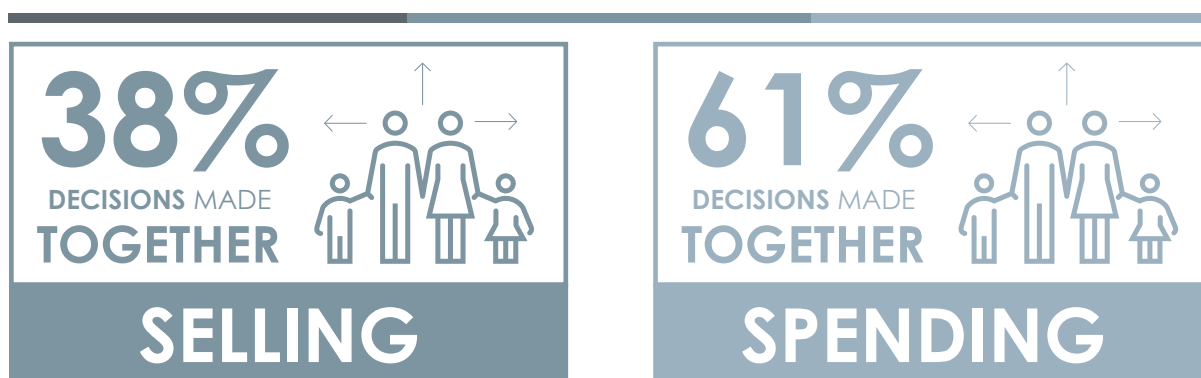 38%
DECISIONS MADE
TOGETHER
SELLING
61%
DECISIONS MADE
TOGETHER
SPENDING